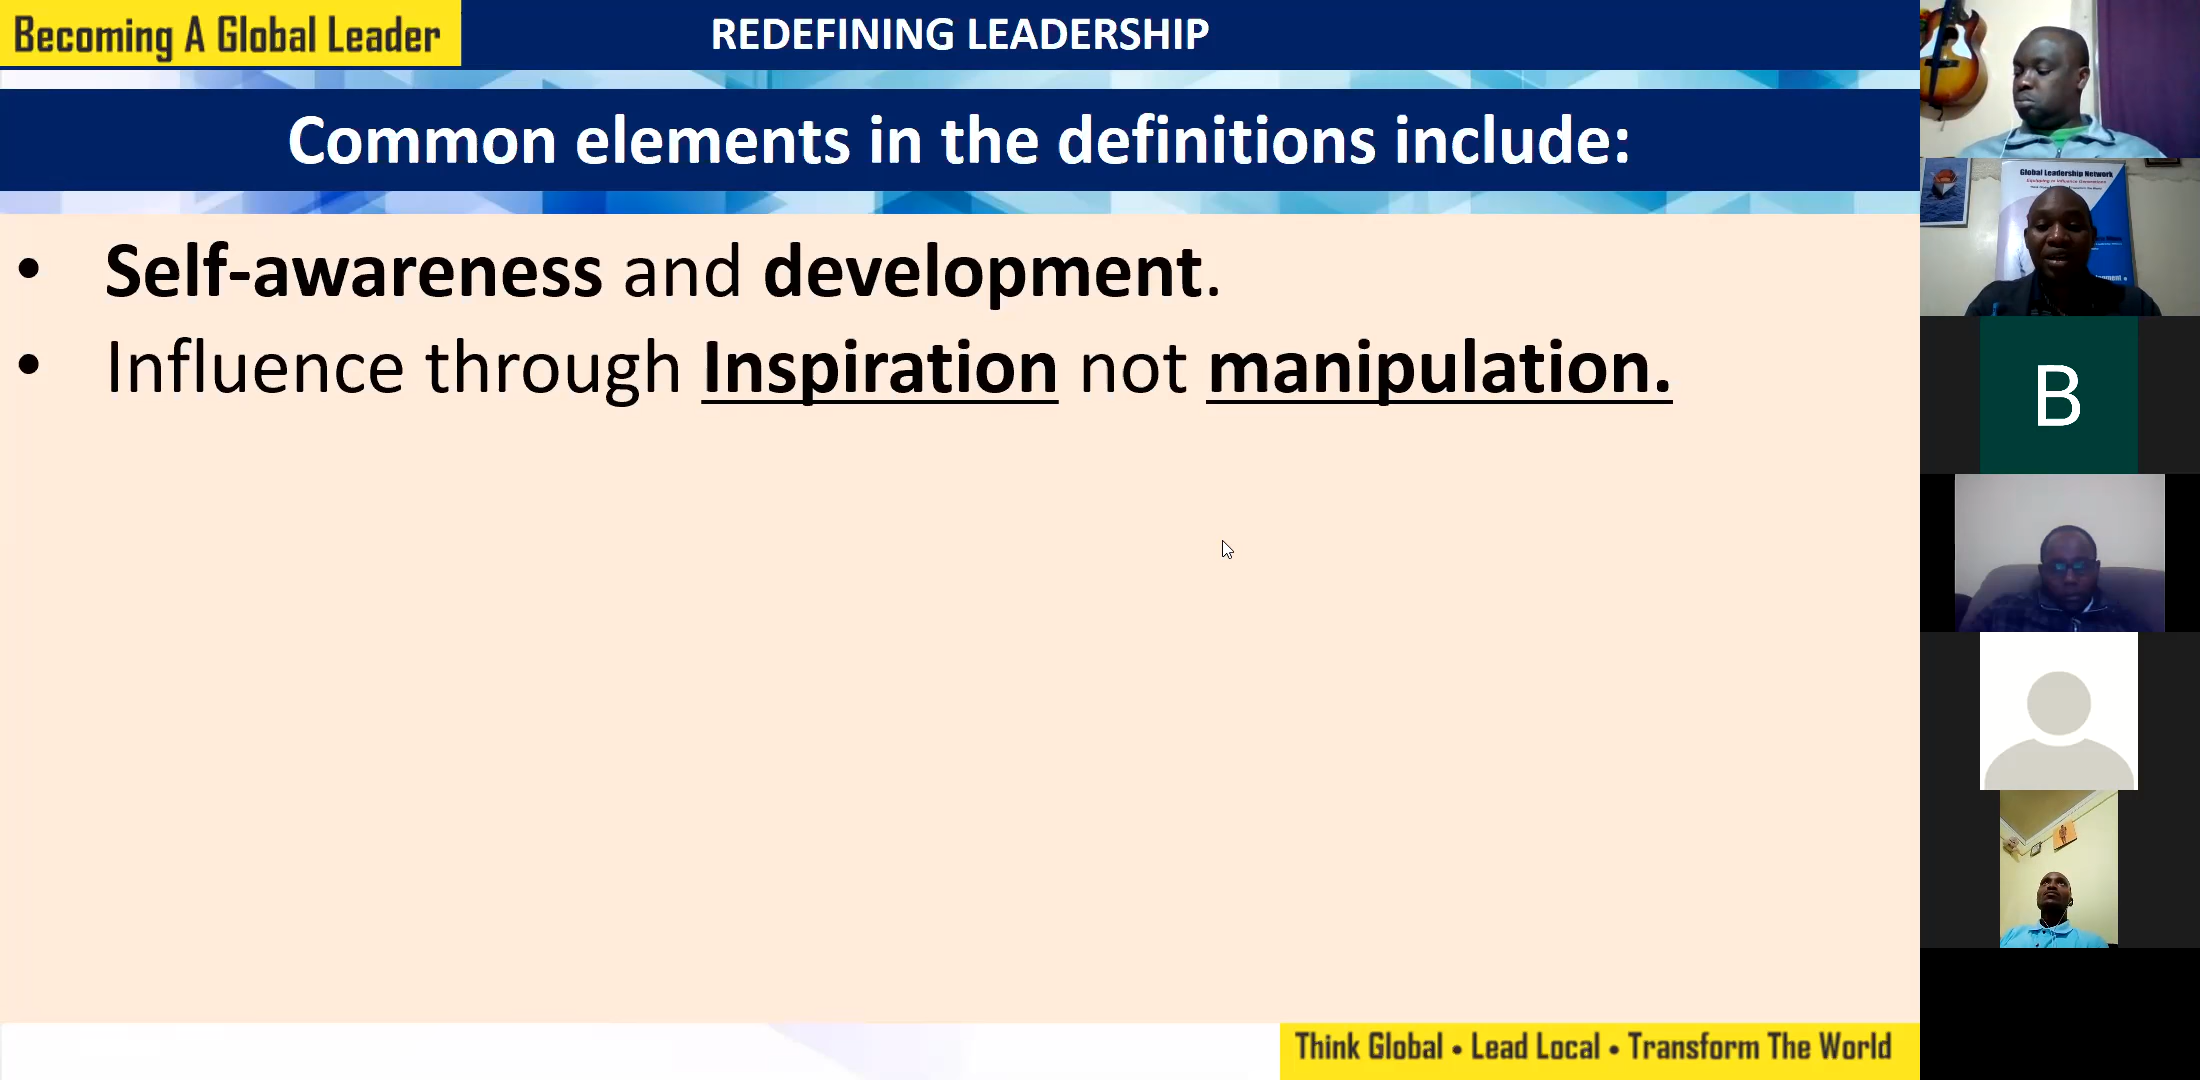 Becoming A Global Leader
REDEFINING LEADERSHIP
Common elements in the definitions include:
• Self-awareness and development.
• Influence through Inspiration not manipulation.
Global Leadership Network
B
Think Global • Lead Local • Transform The World